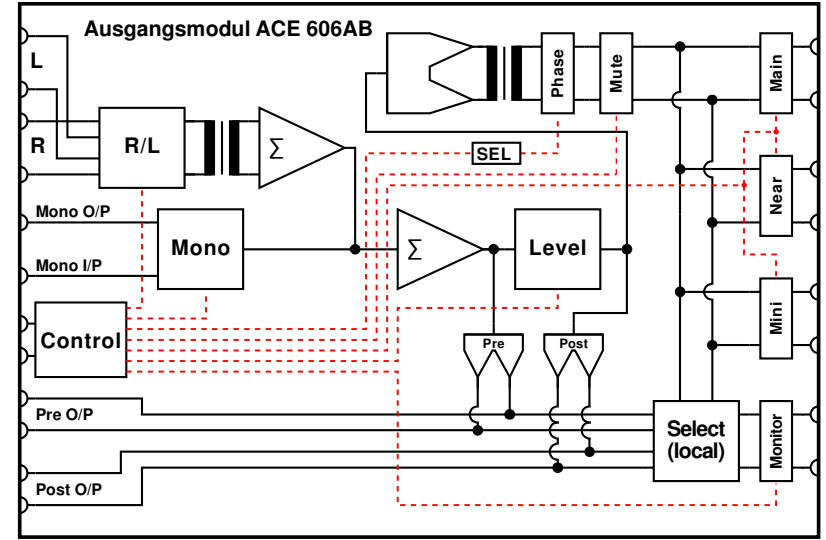 Ausgangsmodul ACE 606AB
L
R
R/L
Σ
Phase
Mute
Main
SEL
Near
Mono O/P
Mono I/P
Mono
Σ
Level
Mini
Control
Pre
Post
Pre O/P
Post O/P
Select
(local)
Monitor